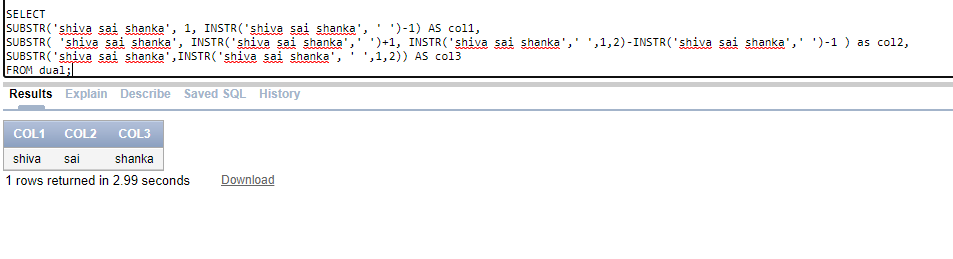 SELECT
SUBSTR('shiva sai shanka', 1, INSTR('shiva sai shanka', ' ')-1) AS col1,
SUBSTR( 'shiva sai shanka', INSTR('shiva sai shanka',' ')+1, INSTR('shiva sai shanka',' ',1,2)-INSTR('shiva sai shanka',' ')-1 ) as col2,
SUBSTR('shiva sai shanka',INSTR('shiva sai shanka', ' ',1,2)) AS col3
FROM dual;
Results Explain Describe Saved SQL History
COL1 COL2 COL3
shiva sai shanka
1 rows returned in 2.99 seconds Download